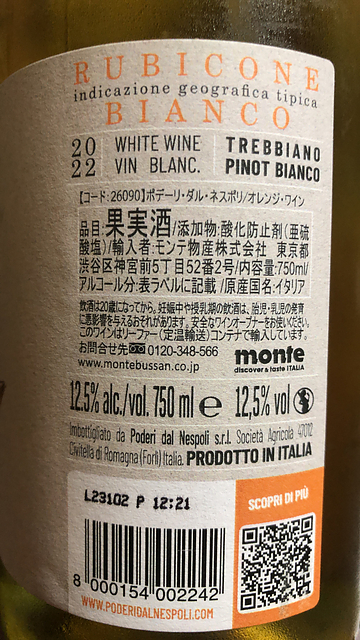 RUBICONE
indicazione geografica tipica
BIANCO
20
22
WHITE WINE
VIN BLANC.
TREBBIANO
PINOT BIANCO
【コード:26090】ポデーリ・ダル・ネスポリ/オレンジ・ワイン
品目:果実酒/添加物:酸化防止剤(亜硫
酸塩)/輸入者:モンテ物産株式会社 東京都
渋谷区神宮前5丁目52番2号/内容量:750ml/
アルコール分:表ラベルに記載 /原産国名:イタリア
飲酒は20歳になってから。妊娠中や授乳期の飲酒は、胎児・乳児の発育
に悪影響を与えるおそれがあります。安全なワインオープナーをお使いください。
このワインはリーファー(定温輸送)コンテナで輸入しています。
お問合せ先 0120-348-566
www.montebussan.co.jp
monte
discover & taste ITALIA
12.5% alc./vol. 750 ml ℮ 12,5% vol
Imbottigliato da Poderi dal Nespoli s.r.l. Società Agricola 47012
Civitella di Romagna (Forlì) Italia. PRODOTTO IN ITALIA
L23102 P 12:21
SCOPRI DI PIÙ
8 000154 002242
WWW.PODERIDALNESPOLI.COM